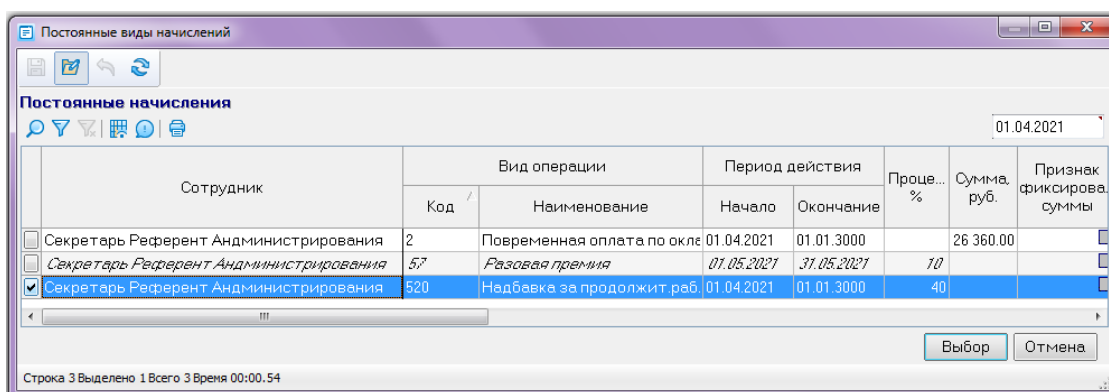 Постоянные виды начислений
Постоянные начисления
01.04.2021
Сотрудник Вид операции Период действия Проце... % Сумма, руб. Признак фиксирова. суммы
Код Наименование Начало Окончание
Секретарь Референт Андминистрирования 2 Повременная оплата по окла 01.04.2021 01.01.3000 26 360.00
Секретарь Референт Андминистрирования 57 Разовая премия 01.05.2021 31.05.2021 10
Секретарь Референт Андминистрирования 520 Надбавка за продолжит.раб. 01.04.2021 01.01.3000 40
Выбор Отмена
Строка 3 Выделено 1 Всего 3 Время 00:00.54